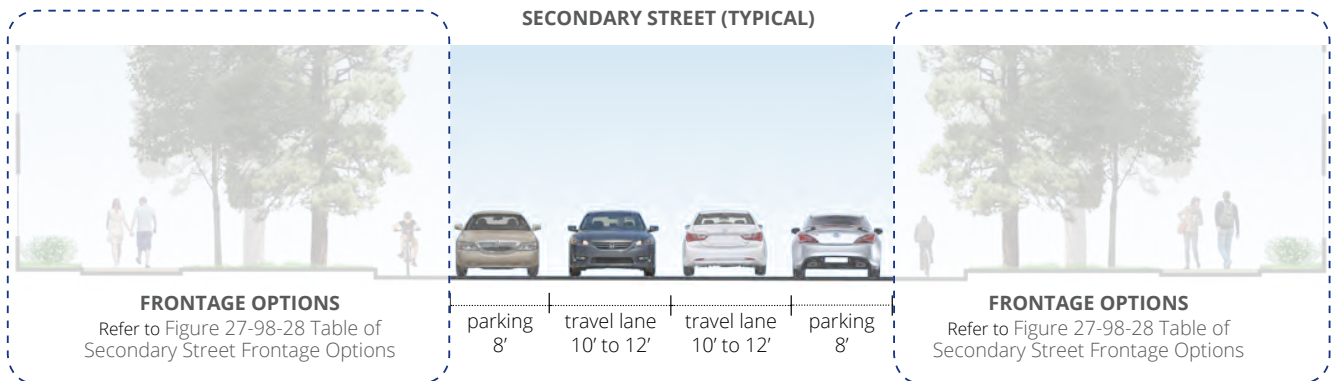 SECONDARY STREET (TYPICAL)
FRONTAGE OPTIONS
Refer to Figure 27-98-28 Table of
Secondary Street Frontage Options
parking
8’
travel lane
10’ to 12’
travel lane
10’ to 12’
parking
8’
FRONTAGE OPTIONS
Refer to Figure 27-98-28 Table of
Secondary Street Frontage Options